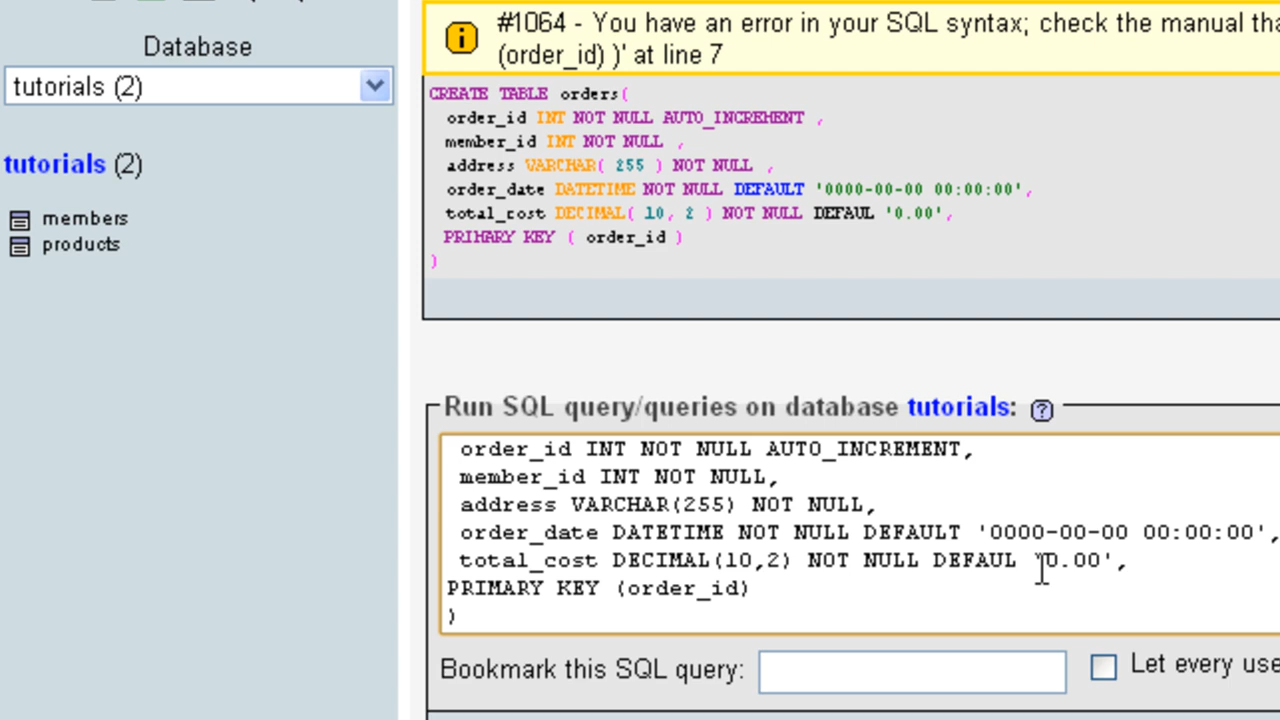 Database
tutorials (2)
tutorials (2)
members
products
#1064 - You have an error in your SQL syntax; check the manual tha
(order_id) )' at line 7
CREATE TABLE orders(
order_id INT NOT NULL AUTO_INCREMENT ,
member_id INT NOT NULL ,
address VARCHAR( 255 ) NOT NULL ,
order_date DATETIME NOT NULL DEFAULT '0000-00-00 00:00:00',
total_cost DECIMAL( 10, 2 ) NOT NULL DEFAUL '0.00',
PRIMARY KEY ( order_id )
)
Run SQL query/queries on database tutorials:
order_id INT NOT NULL AUTO_INCREMENT,
member_id INT NOT NULL,
address VARCHAR(255) NOT NULL,
order_date DATETIME NOT NULL DEFAULT '0000-00-00 00:00:00',
total_cost DECIMAL(10,2) NOT NULL DEFAUL '0.00',
PRIMARY KEY (order_id)
)
Bookmark this SQL query:
Let every use